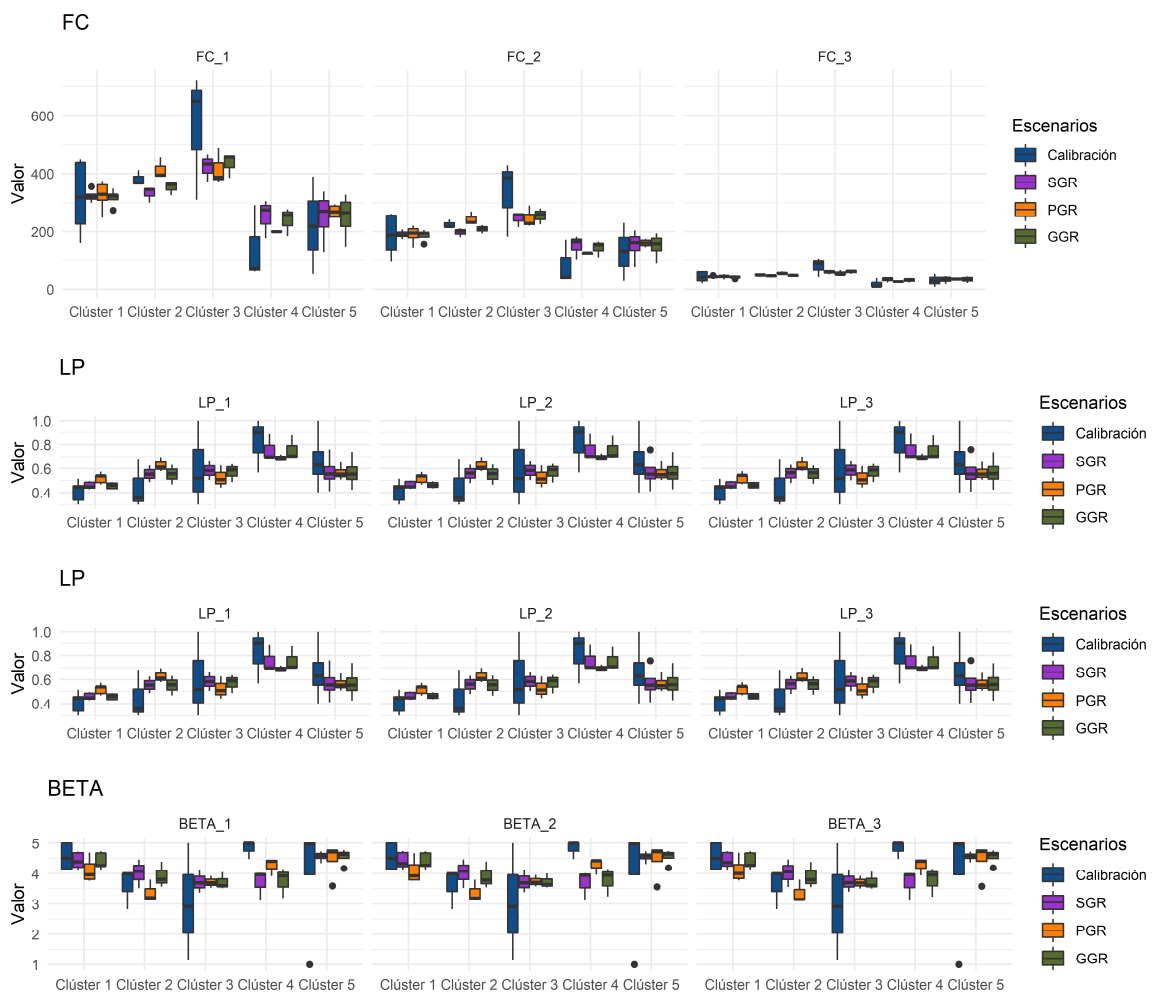 FC
FC_1 FC_2 FC_3
Valor
600
400
200
0
Clúster 1 Clúster 2 Clúster 3 Clúster 4 Clúster 5 Clúster 1 Clúster 2 Clúster 3 Clúster 4 Clúster 5 Clúster 1 Clúster 2 Clúster 3 Clúster 4 Clúster 5
Escenarios
Calibración
SGR
PGR
GGR
LP
LP_1 LP_2 LP_3
Valor
1.0
0.8
0.6
0.4
Clúster 1 Clúster 2 Clúster 3 Clúster 4 Clúster 5 Clúster 1 Clúster 2 Clúster 3 Clúster 4 Clúster 5 Clúster 1 Clúster 2 Clúster 3 Clúster 4 Clúster 5
Escenarios
Calibración
SGR
PGR
GGR
LP
LP_1 LP_2 LP_3
Valor
1.0
0.8
0.6
0.4
Clúster 1 Clúster 2 Clúster 3 Clúster 4 Clúster 5 Clúster 1 Clúster 2 Clúster 3 Clúster 4 Clúster 5 Clúster 1 Clúster 2 Clúster 3 Clúster 4 Clúster 5
Escenarios
Calibración
SGR
PGR
GGR
BETA
BETA_1 BETA_2 BETA_3
Valor
5
4
3
2
1
Clúster 1 Clúster 2 Clúster 3 Clúster 4 Clúster 5 Clúster 1 Clúster 2 Clúster 3 Clúster 4 Clúster 5 Clúster 1 Clúster 2 Clúster 3 Clúster 4 Clúster 5
Escenarios
Calibración
SGR
PGR
GGR